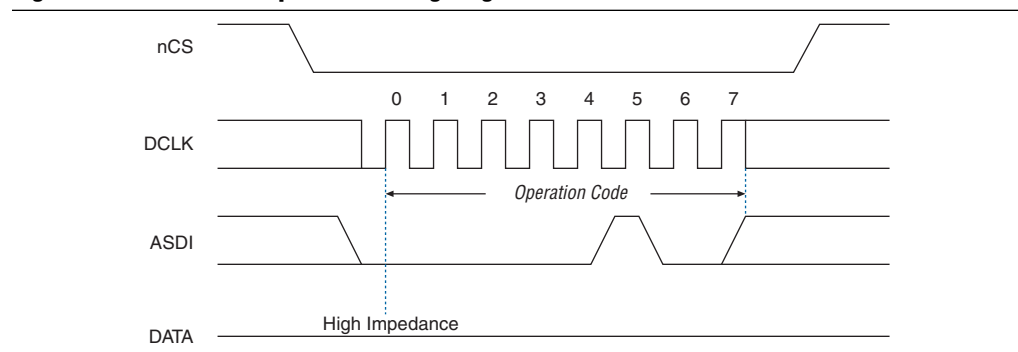 nCS
0 1 2 3 4 5 6 7
DCLK
Operation Code
ASDI
High Impedance
DATA